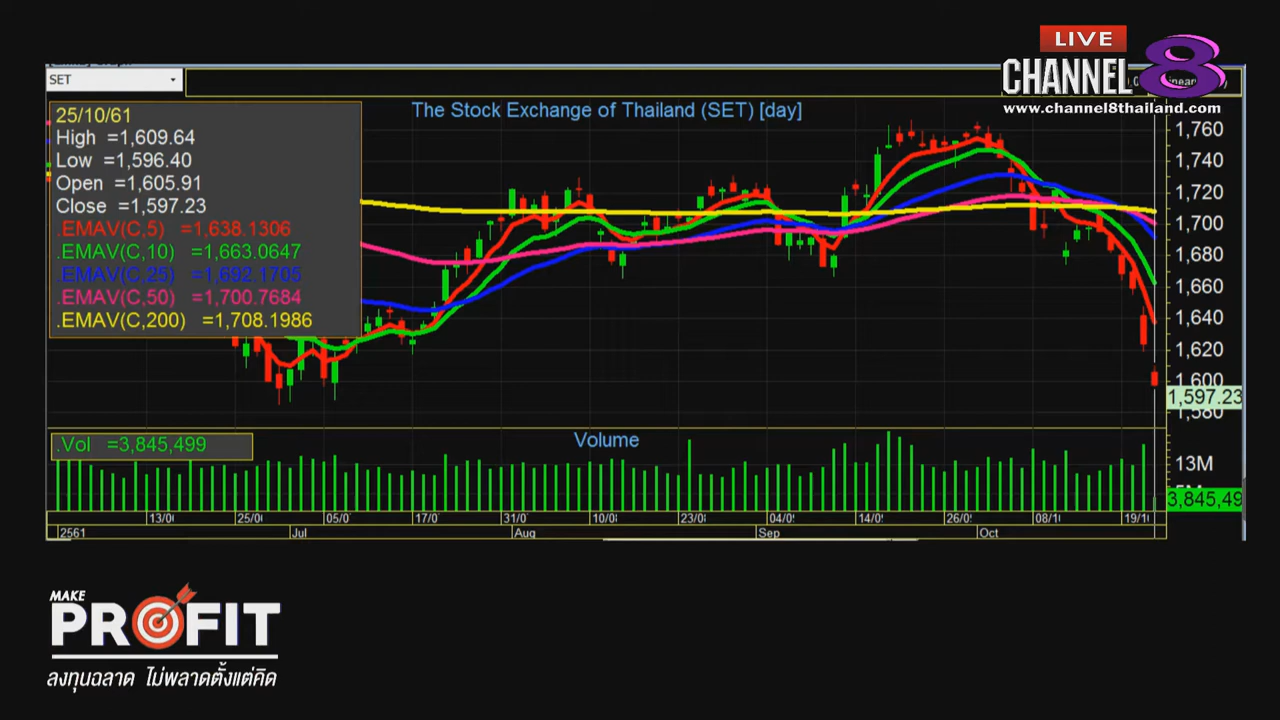 LIVE
CHANNEL 8
www.channel8thailand.com
SET
The Stock Exchange of Thailand (SET) [day]
25/10/61
High =1,609.64
Low =1,596.40
Open =1,605.91
Close =1,597.23
.EMAV(C,5) =1,638.1306
.EMAV(C,10) =1,663.0647
.EMAV(C,25) =1,692.1705
.EMAV(C,50) =1,700.7684
.EMAV(C,200) =1,708.1986
1,760
1,740
1,720
1,700
1,680
1,660
1,640
1,620
1,600
1,597.23
1,580
.Vol =3,845,499
Volume
13M
5M
3,845,49
13/0 25/0 05/0 17/0 31/0 10/0 23/0 04/0 14/0 26/0 08/1 19/1
2561 Jul Aug Sep Oct
MAKE
PROFIT
ลงทุนฉลาด ไม่พลาดตั้งแต่คิด